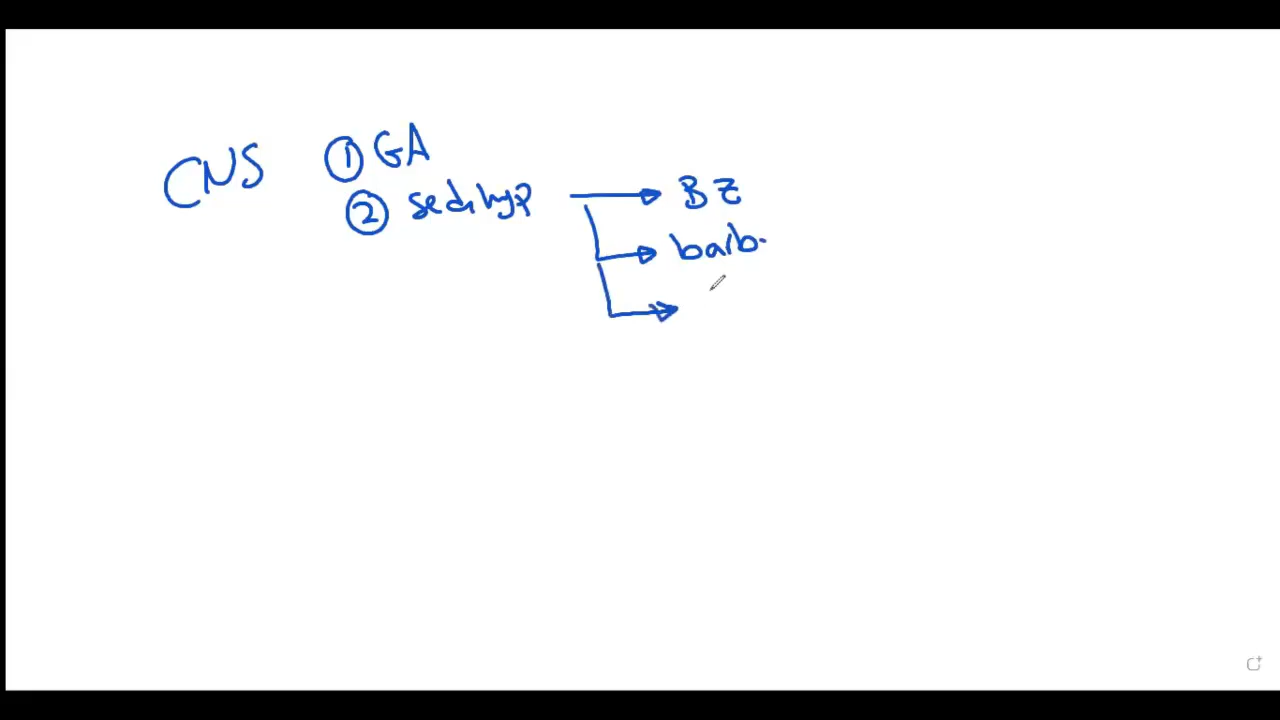 CNS ① GA
② sed, hyp → BZ
→ barb.
→